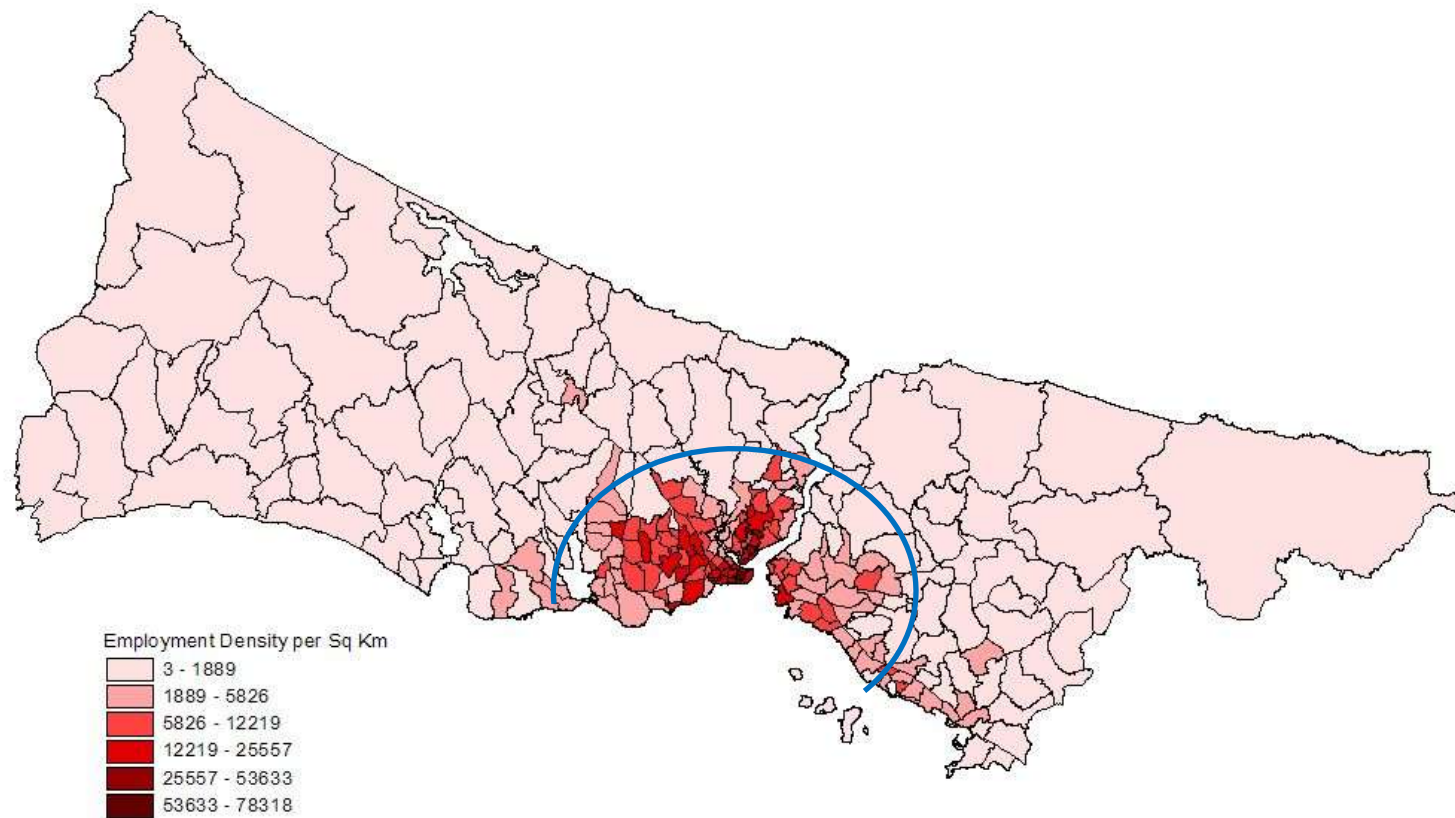 Employment Density per Sq Km
3 - 1889
1889 - 5826
5826 - 12219
12219 - 25557
25557 - 53633
53633 - 78318